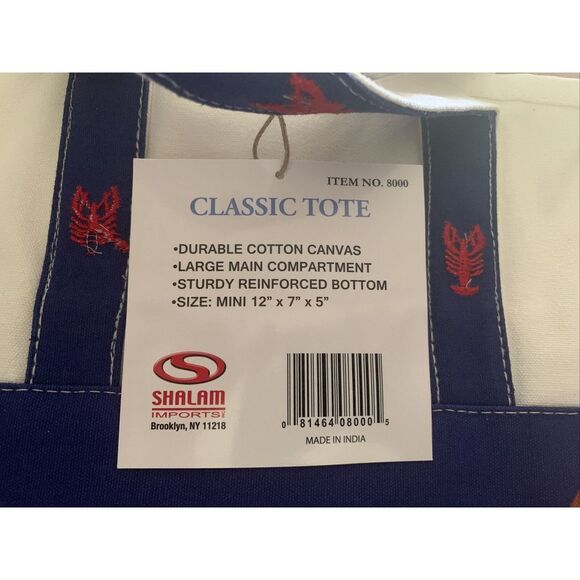 ITEM NO. 8000
CLASSIC TOTE
•DURABLE COTTON CANVAS
•LARGE MAIN COMPARTMENT
•STURDY REINFORCED BOTTOM
•SIZE: MINI 12” x 7” x 5”
SHALAM
IMPORTS INC
Brooklyn, NY 11218
0 81464 08000 5
MADE IN INDIA